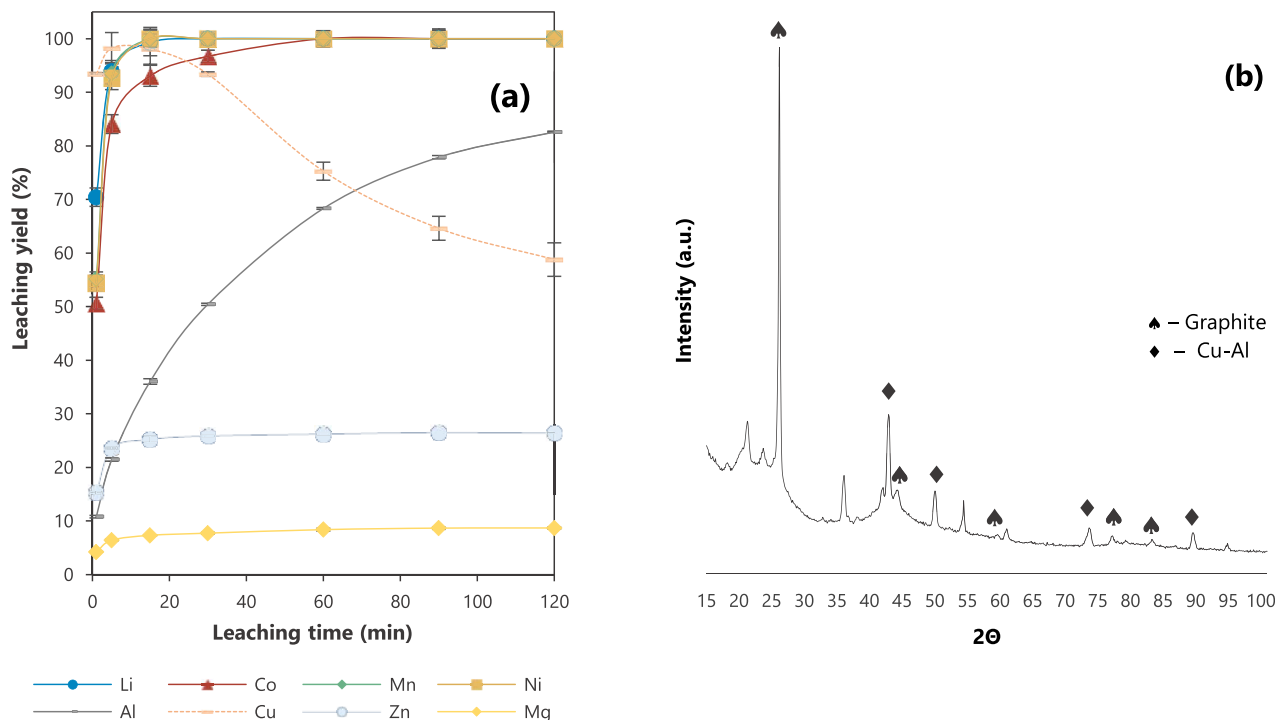 (a)
Leaching yield (%)
100
90
80
70
60
50
40
30
20
10
0
0 20 40 60 80 100 120
Leaching time (min)
Li Co Mn Ni
Al Cu Zn Mg
(b)
Intensity (a.u.)
– Graphite
– Cu-Al
15 20 25 30 35 40 45 50 55 60 65 70 75 80 85 90 95 100
2Θ